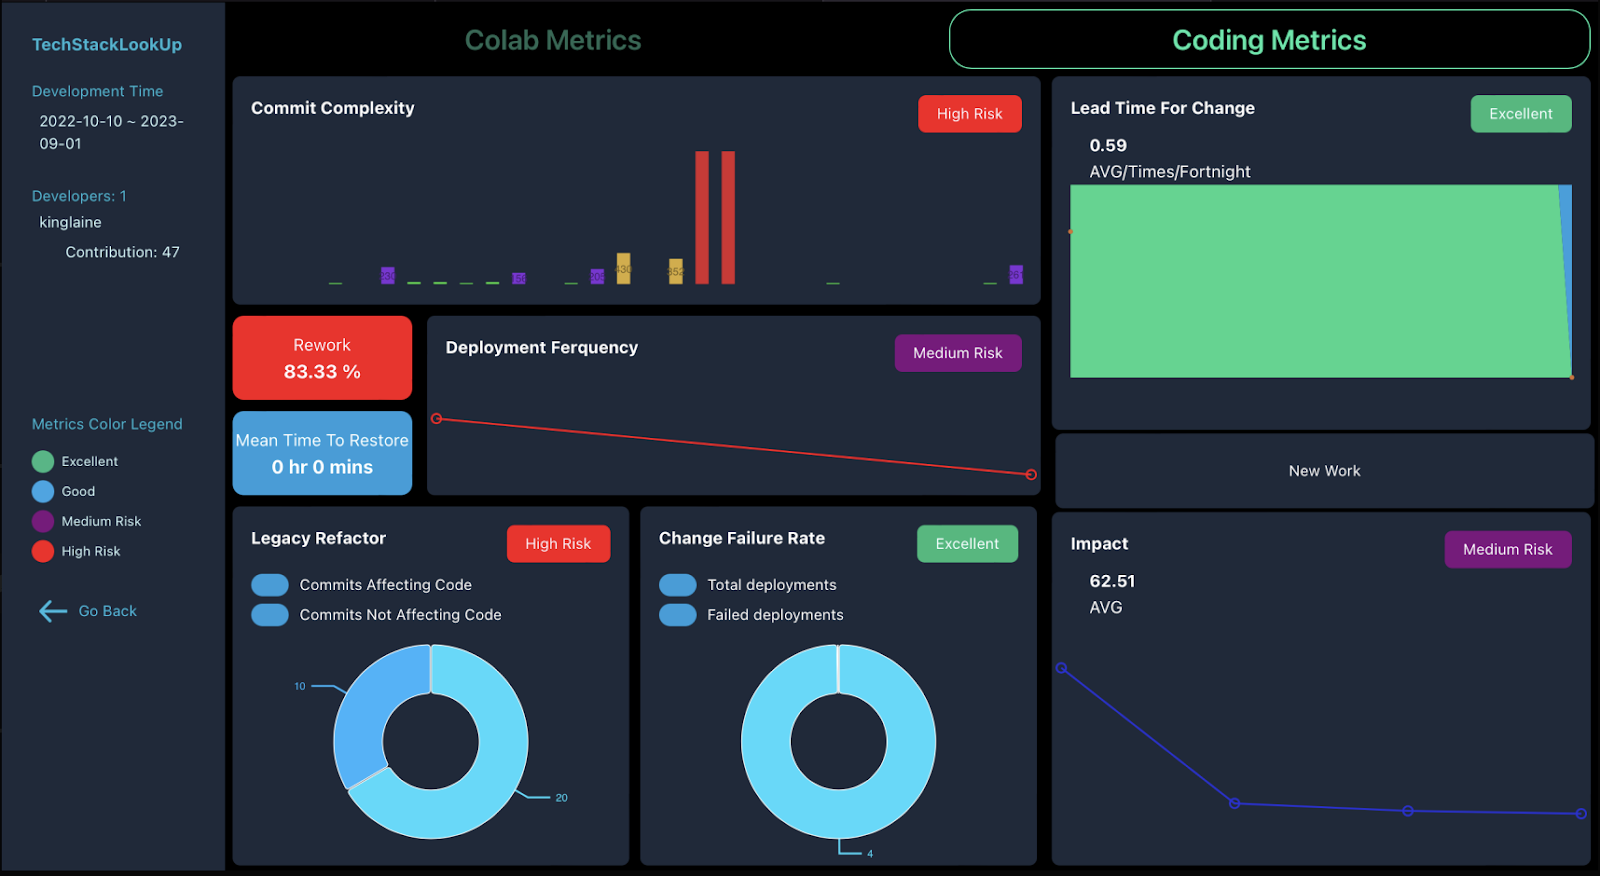 TechStackLookUp
Development Time
2022-10-10 ~ 2023-
09-01
Developers: 1
kinglaine
Contribution: 47
Metrics Color Legend
Excellent
Good
Medium Risk
High Risk
Go Back
Colab Metrics
Coding Metrics
Commit Complexity
High Risk
430
352
261
Rework
83.33 %
Mean Time To Restore
0 hr 0 mins
Deployment Ferquency
Medium Risk
Lead Time For Change
Excellent
0.59
AVG/Times/Fortnight
New Work
Legacy Refactor
High Risk
Commits Affecting Code
Commits Not Affecting Code
10
20
Change Failure Rate
Excellent
Total deployments
Failed deployments
4
Impact
Medium Risk
62.51
AVG